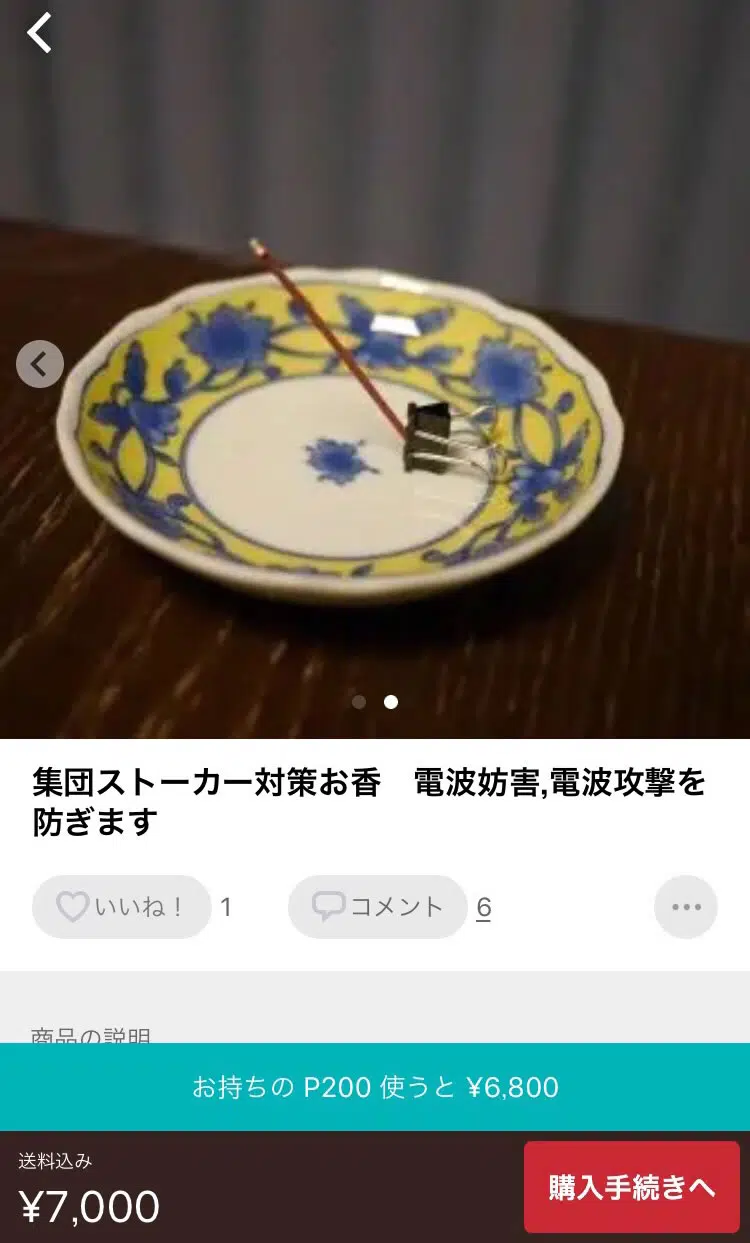 集団ストーカー対策お香　電波妨害,電波攻撃を
防ぎます
いいね！ 1 コメント 6
商品の説明
お持ちの P200 使うと ¥6,800
送料込み
¥7,000
購入手続きへ